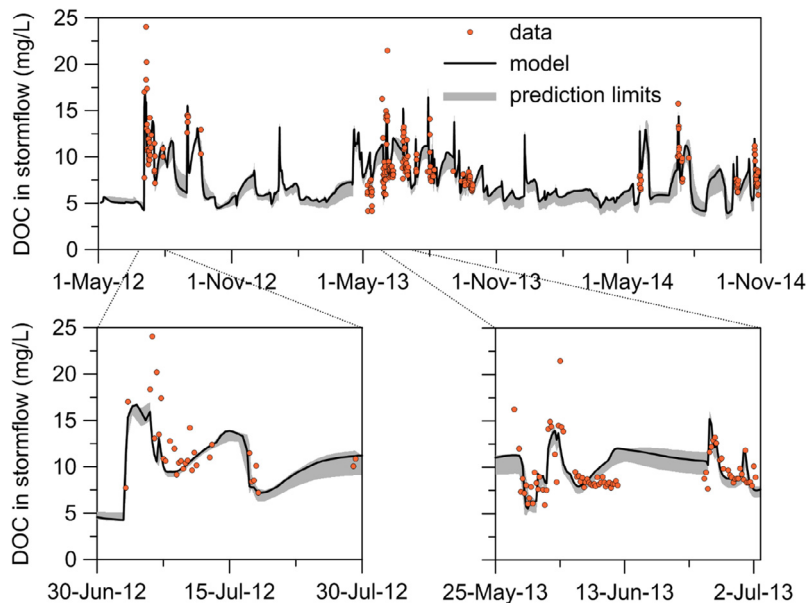 DOC in stormflow (mg/L)
25
20
15
10
5
0
data
model
prediction limits
1-May-12
1-Nov-12
1-May-13
1-Nov-13
1-May-14
1-Nov-14
DOC in stormflow (mg/L)
25
20
15
10
5
0
30-Jun-12
15-Jul-12
30-Jul-12
25-May-13
13-Jun-13
2-Jul-13